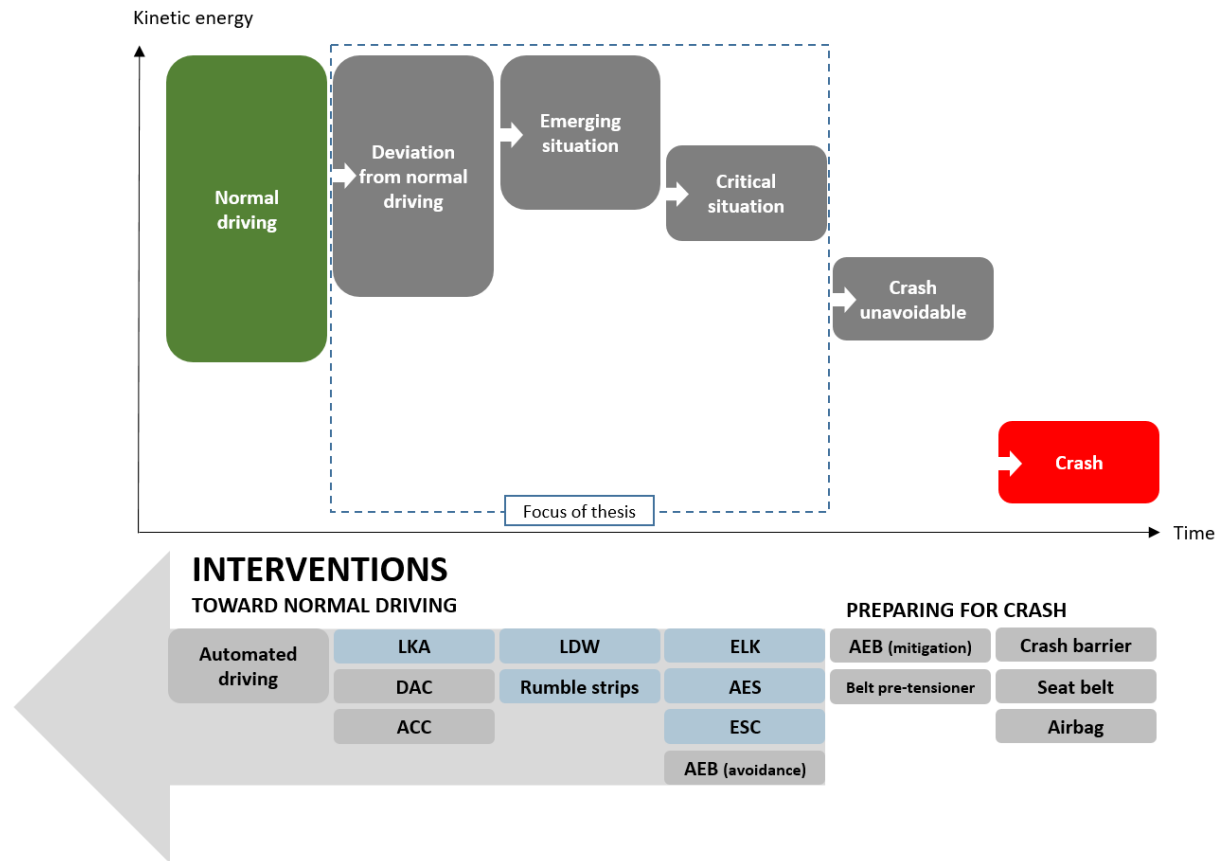 Kinetic energy
Normal
driving
Deviation
from normal
driving
Emerging
situation
Critical
situation
Crash
unavoidable
Crash
Focus of thesis
Time
INTERVENTIONS
TOWARD NORMAL DRIVING
PREPARING FOR CRASH
Automated
driving
LKA
DAC
ACC
LDW
Rumble strips
ELK
AES
ESC
AEB (avoidance)
AEB (mitigation)
Belt pre-tensioner
Crash barrier
Seat belt
Airbag